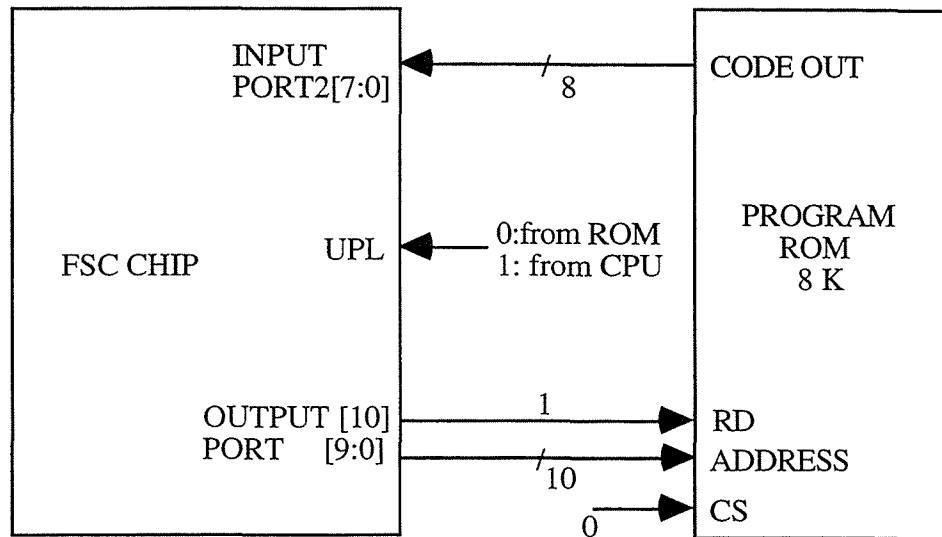 INPUT
PORT2[7:0]
8
CODE OUT
FSC CHIP
UPL
0:from ROM
1: from CPU
PROGRAM
ROM
8 K
OUTPUT [10]
PORT [9:0]
1
10
0
RD
ADDRESS
CS